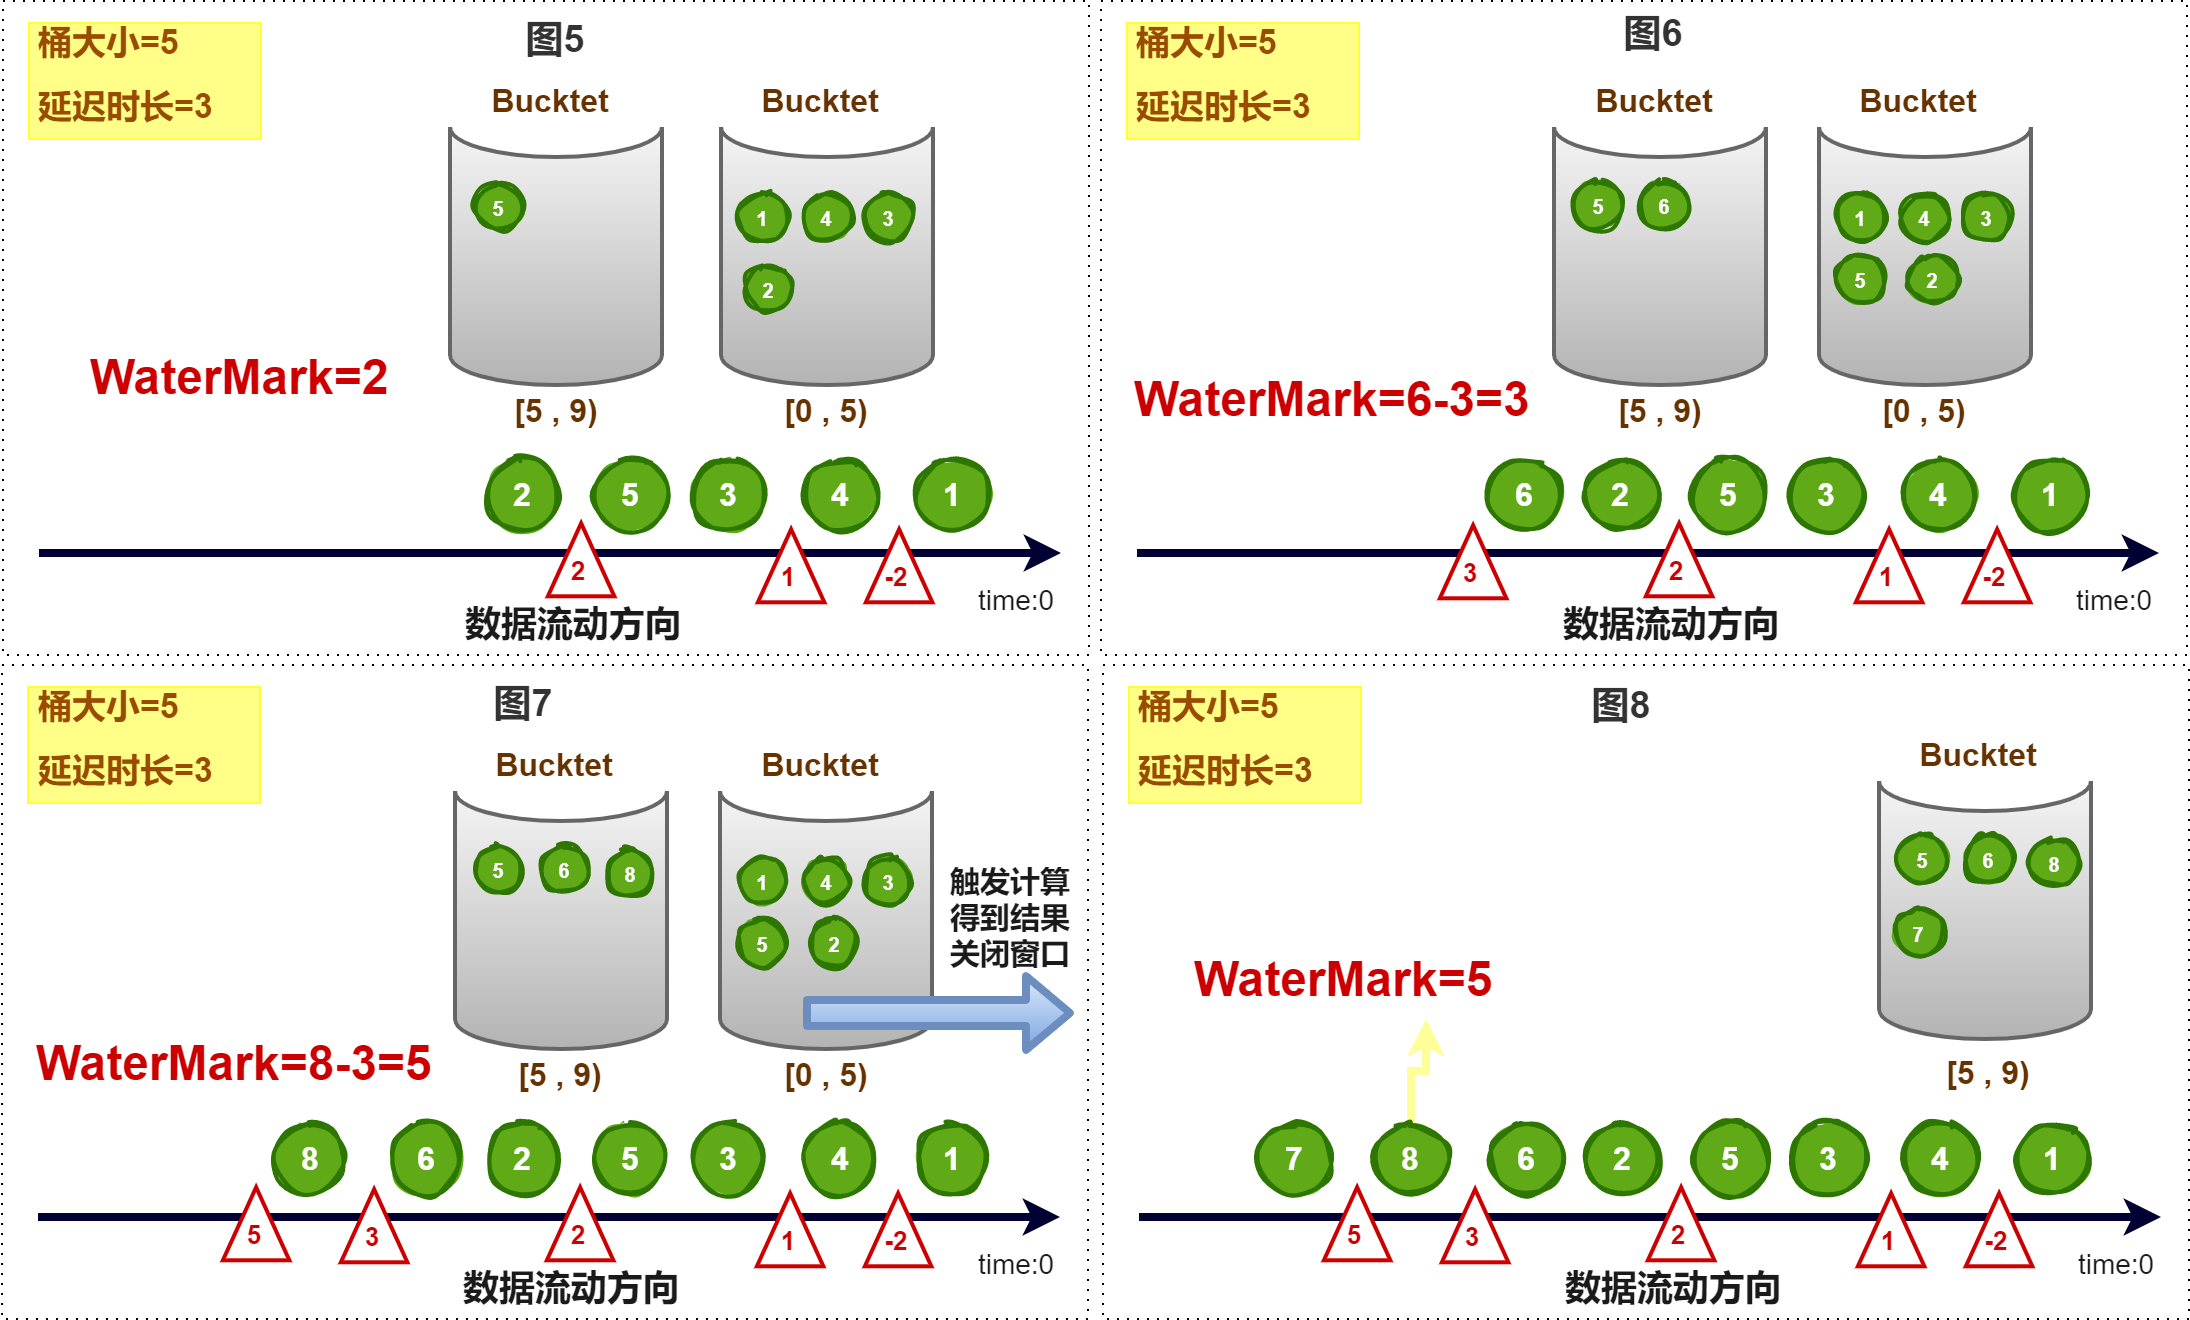 桶大小=5
延迟时长=3
图5
Bucktet
Bucktet
5
1 4 3
2
WaterMark=2
[5 , 9)
[0 , 5)
2 5 3 4 1
2 1 -2
time:0
数据流动方向
桶大小=5
延迟时长=3
图6
Bucktet
Bucktet
5 6
1 4 3
5 2
WaterMark=6-3=3
[5 , 9)
[0 , 5)
6 2 5 3 4 1
3 2 1 -2
time:0
数据流动方向
桶大小=5
延迟时长=3
图7
Bucktet
Bucktet
5 6 8
1 4 3
5 2
触发计算
得到结果
关闭窗口
WaterMark=8-3=5
[5 , 9)
[0 , 5)
8 6 2 5 3 4 1
5 3 2 1 -2
time:0
数据流动方向
桶大小=5
延迟时长=3
图8
Bucktet
5 6 8
7
WaterMark=5
[5 , 9)
7 8 6 2 5 3 4 1
5 3 2 1 -2
time:0
数据流动方向